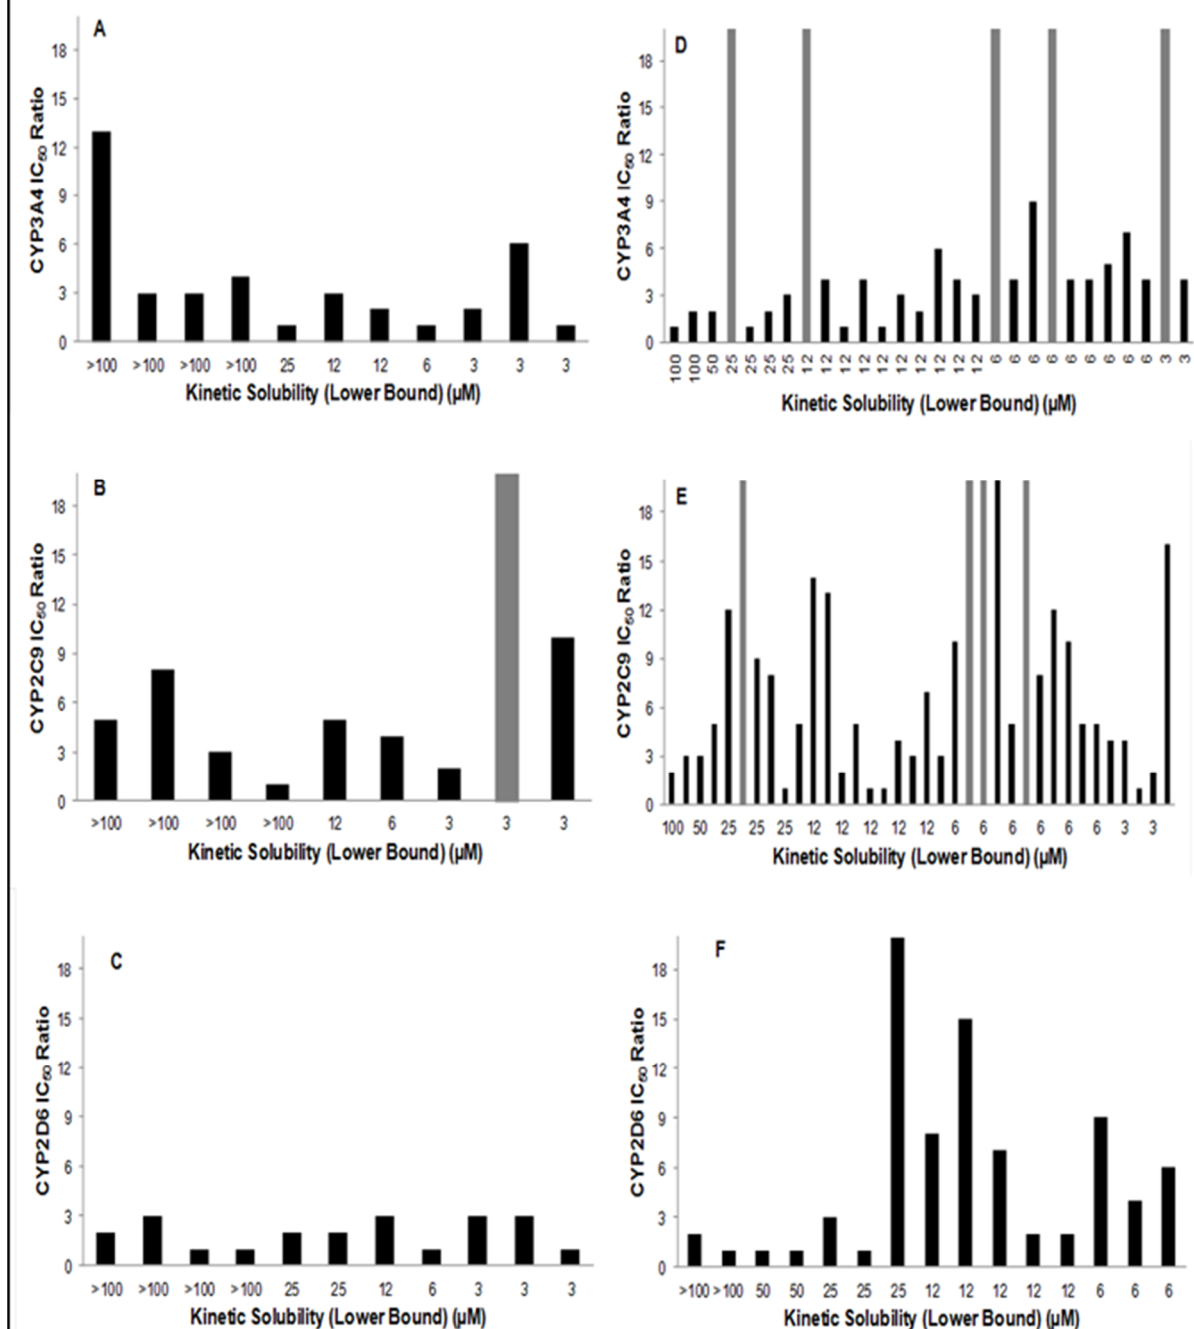 A
CYP3A4 IC50 Ratio
18
15
12
9
6
3
0
>100 >100 >100 >100 25 12 12 6 3 3 3
Kinetic Solubility (Lower Bound) (µM)
D
CYP3A4 IC50 Ratio
18
15
12
9
6
3
0
100 100 50 25 25 25 25 12 12 12 12 12 12 12 12 12 12 6 6 6 6 6 6 6 6 6 3 3
Kinetic Solubility (Lower Bound) (µM)
B
CYP2C9 IC50 Ratio
18
15
12
9
6
3
0
>100 >100 >100 >100 12 6 3 3 3
Kinetic Solubility (Lower Bound) (µM)
E
CYP2C9 IC50 Ratio
18
15
12
9
6
3
0
100 50 25 25 25 12 12 12 12 12 6 6 6 6 6 6 3 3
Kinetic Solubility (Lower Bound) (µM)
C
CYP2D6 IC50 Ratio
18
15
12
9
6
3
0
>100 >100 >100 >100 25 25 12 6 3 3 3
Kinetic Solubility (Lower Bound) (µM)
F
CYP2D6 IC50 Ratio
18
15
12
9
6
3
0
>100 >100 50 50 25 25 25 12 12 12 12 12 6 6 6
Kinetic Solubility (Lower Bound) (µM)